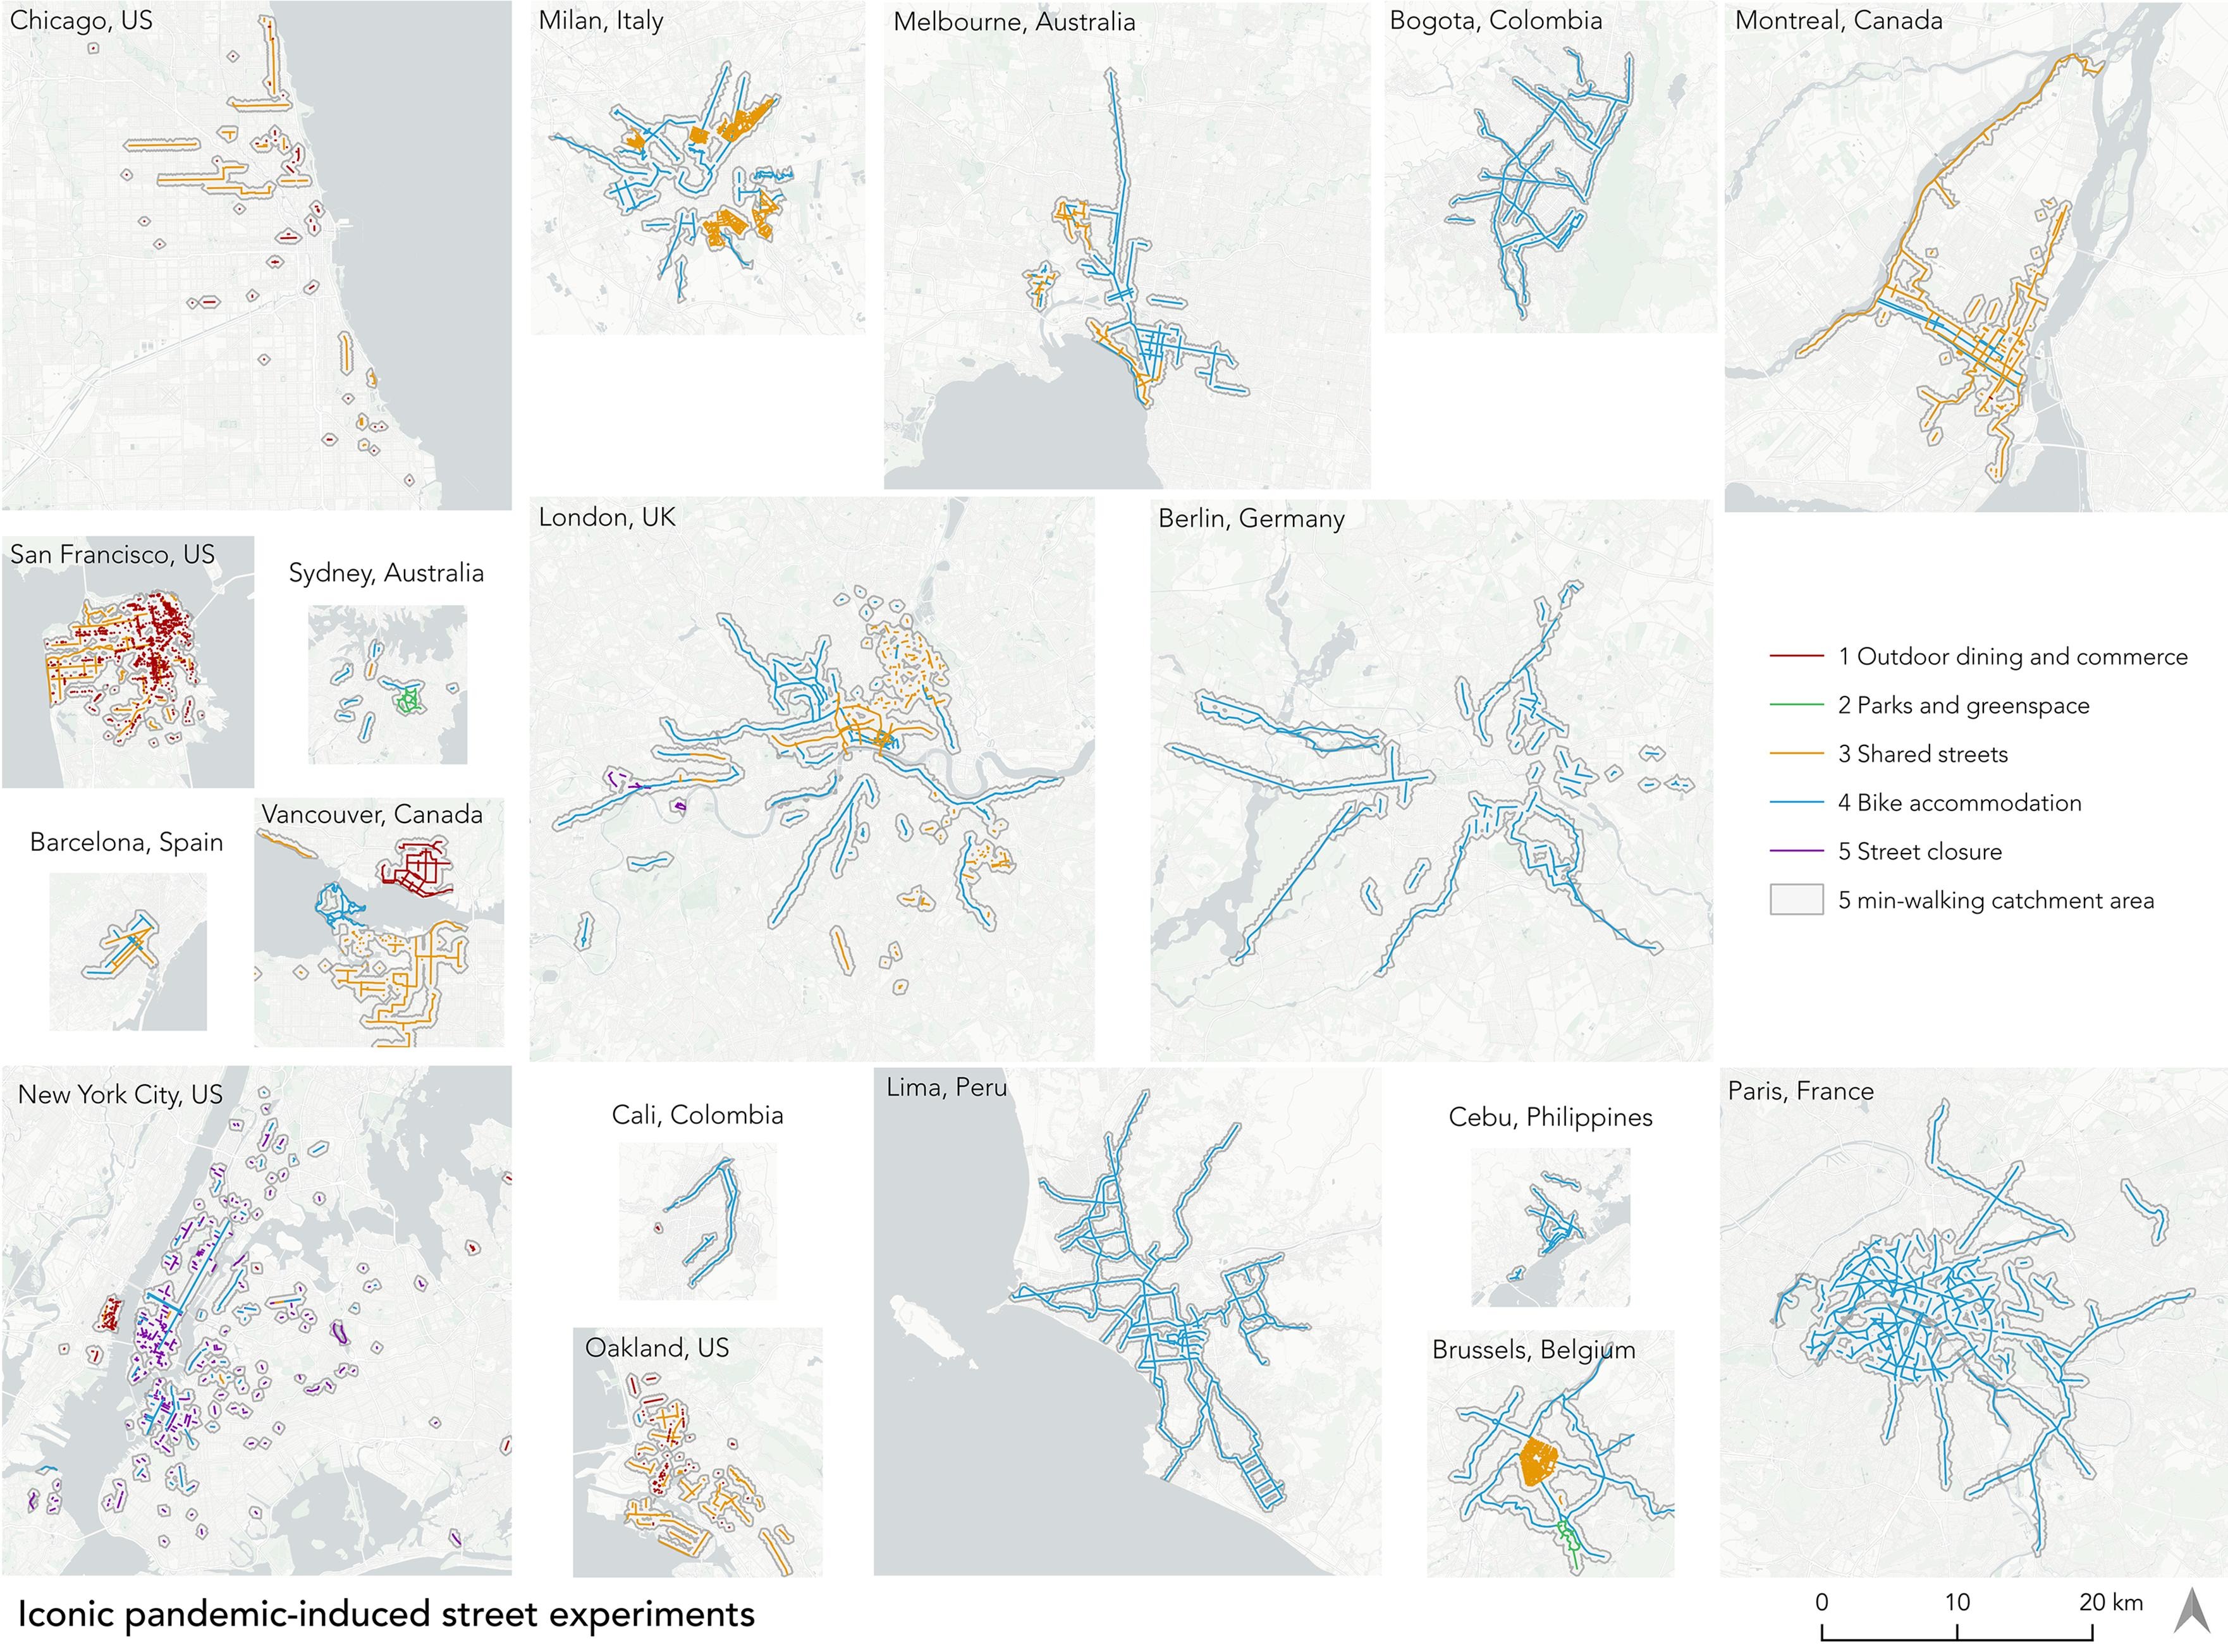 Chicago, US
Milan, Italy
Melbourne, Australia
Bogota, Colombia
Montreal, Canada
San Francisco, US
Sydney, Australia
London, UK
Berlin, Germany
1 Outdoor dining and commerce
2 Parks and greenspace
3 Shared streets
4 Bike accommodation
5 Street closure
5 min-walking catchment area
Barcelona, Spain
Vancouver, Canada
New York City, US
Cali, Colombia
Lima, Peru
Cebu, Philippines
Paris, France
Oakland, US
Brussels, Belgium
Iconic pandemic-induced street experiments
0 10 20 km